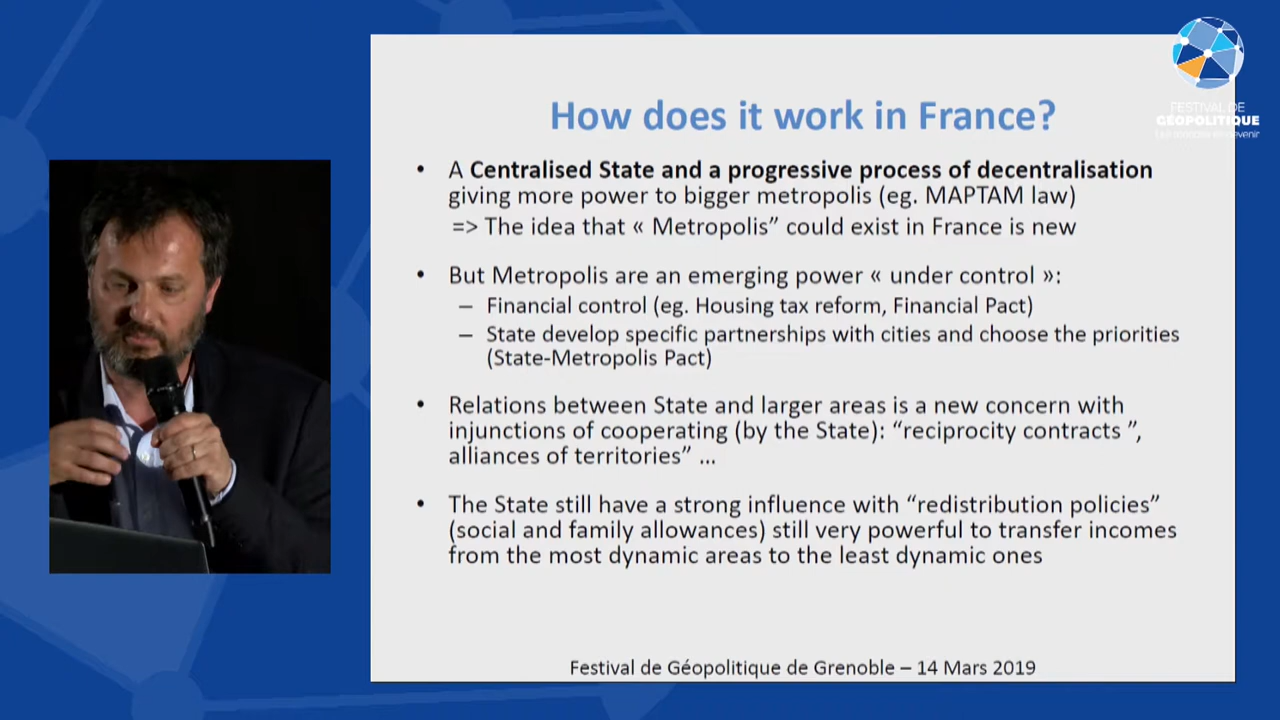 FESTIVAL DE
GÉOPOLITIQUE
How does it work in France?
• A Centralised State and a progressive process of decentralisation
giving more power to bigger metropolis (eg. MAPTAM law)
=> The idea that « Metropolis” could exist in France is new
• But Metropolis are an emerging power « under control »:
– Financial control (eg. Housing tax reform, Financial Pact)
– State develop specific partnerships with cities and choose the priorities
(State-Metropolis Pact)
• Relations between State and larger areas is a new concern with
injunctions of cooperating (by the State): “reciprocity contracts ”,
alliances of territories” ...
• The State still have a strong influence with “redistribution policies”
(social and family allowances) still very powerful to transfer incomes
from the most dynamic areas to the least dynamic ones
Festival de Géopolitique de Grenoble – 14 Mars 2019